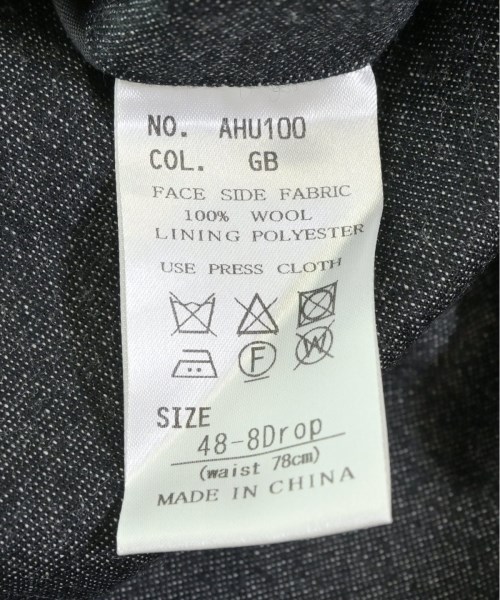 NO. AHU100
COL. GB
FACE SIDE FABRIC
100% WOOL
LINING POLYESTER
USE PRESS CLOTH
F W
SIZE
48-8Drop
(waist 78cm)
MADE IN CHINA